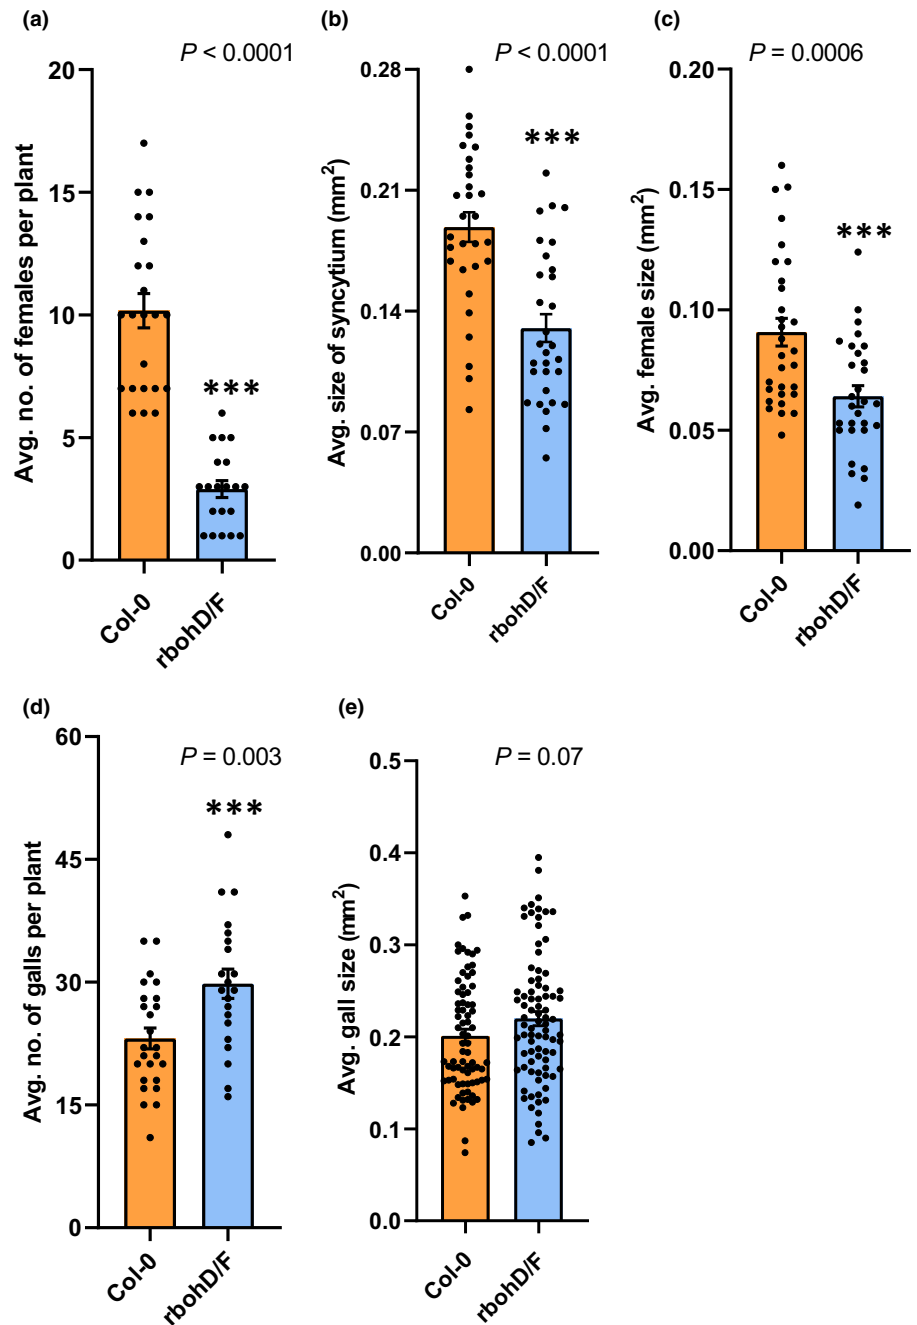 (a)
P < 0.0001
Avg. no. of females per plant
20
15
10
5
0
***
Col-0
rbohD/F
(b)
P < 0.0001
Avg. size of syncytium (mm²)
0.28
0.21
0.14
0.07
0.00
***
Col-0
rbohD/F
(c)
P = 0.0006
Avg. female size (mm²)
0.20
0.15
0.10
0.05
0.00
***
Col-0
rbohD/F
(d)
P = 0.003
Avg. no. of galls per plant
60
45
30
15
0
***
Col-0
rbohD/F
(e)
P = 0.07
Avg. gall size (mm²)
0.5
0.4
0.3
0.2
0.1
0.0
Col-0
rbohD/F